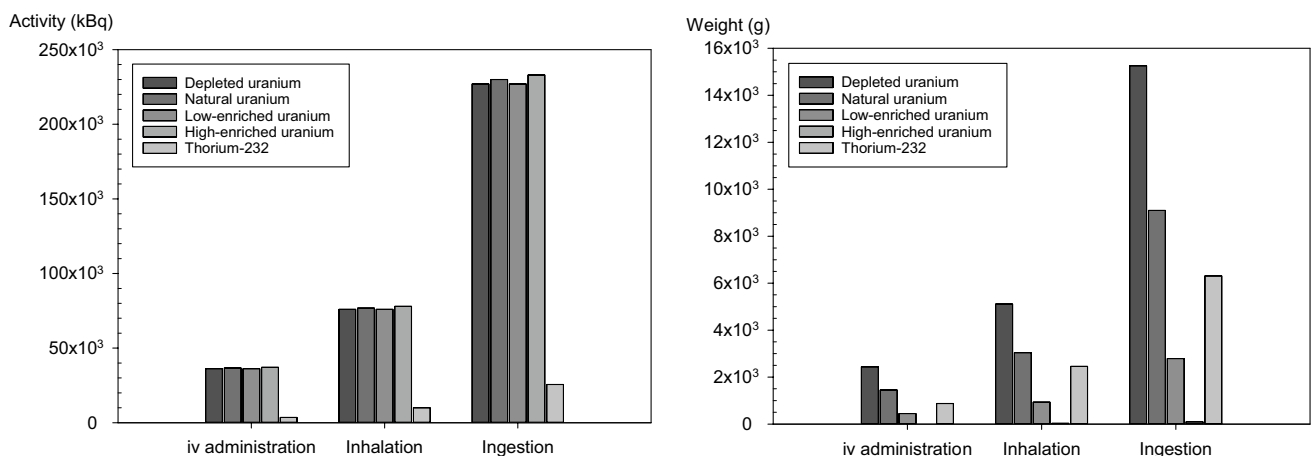 Activity (kBq)
250x10³
200x10³
150x10³
100x10³
50x10³
0
Depleted uranium
Natural uranium
Low-enriched uranium
High-enriched uranium
Thorium-232
iv administration Inhalation Ingestion
Weight (g)
16x10³
14x10³
12x10³
10x10³
8x10³
6x10³
4x10³
2x10³
0
Depleted uranium
Natural uranium
Low-enriched uranium
High-enriched uranium
Thorium-232
iv administration Inhalation Ingestion